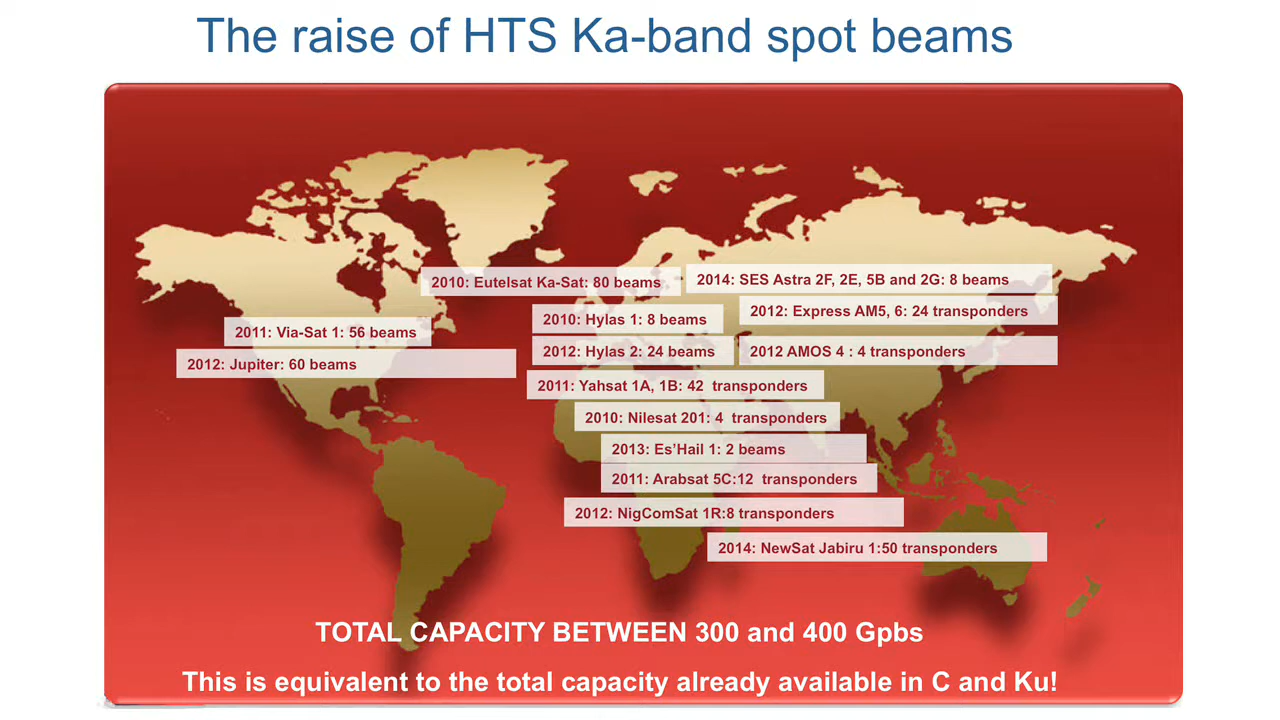 The raise of HTS Ka-band spot beams
2010: Eutelsat Ka-Sat: 80 beams
2014: SES Astra 2F, 2E, 5B and 2G: 8 beams
2010: Hylas 1: 8 beams
2012: Express AM5, 6: 24 transponders
2011: Via-Sat 1: 56 beams
2012: Hylas 2: 24 beams
2012 AMOS 4 : 4 transponders
2012: Jupiter: 60 beams
2011: Yahsat 1A, 1B: 42  transponders
2010: Nilesat 201: 4  transponders
2013: Es’Hail 1: 2 beams
2011: Arabsat 5C:12  transponders
2012: NigComSat 1R:8 transponders
2014: NewSat Jabiru 1:50 transponders
TOTAL CAPACITY BETWEEN 300 and 400 Gpbs
This is equivalent to the total capacity already available in C and Ku!